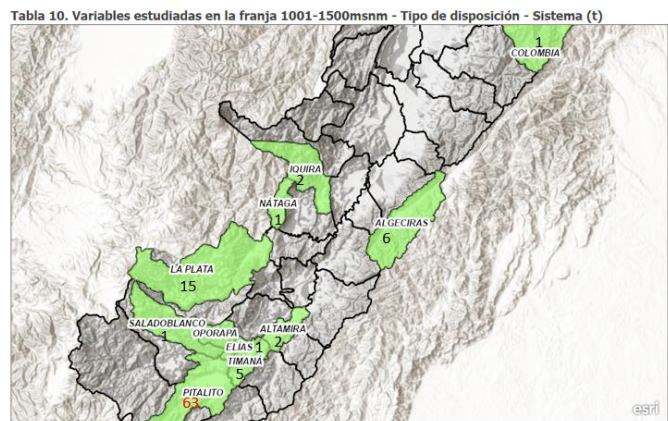 Tabla 10. Variables estudiadas en la franja 1001-1500msnm - Tipo de disposición - Sistema (t)
1
COLOMBIA
IQUIRA
2
NÁTAGA
1
ALGECIRAS
6
LA PLATA
15
SALADOBLANCO
1
OPORAPA
ALTAMIRA
2
ELÍAS 1
TIMANÁ
5
PITALITO
63
esri